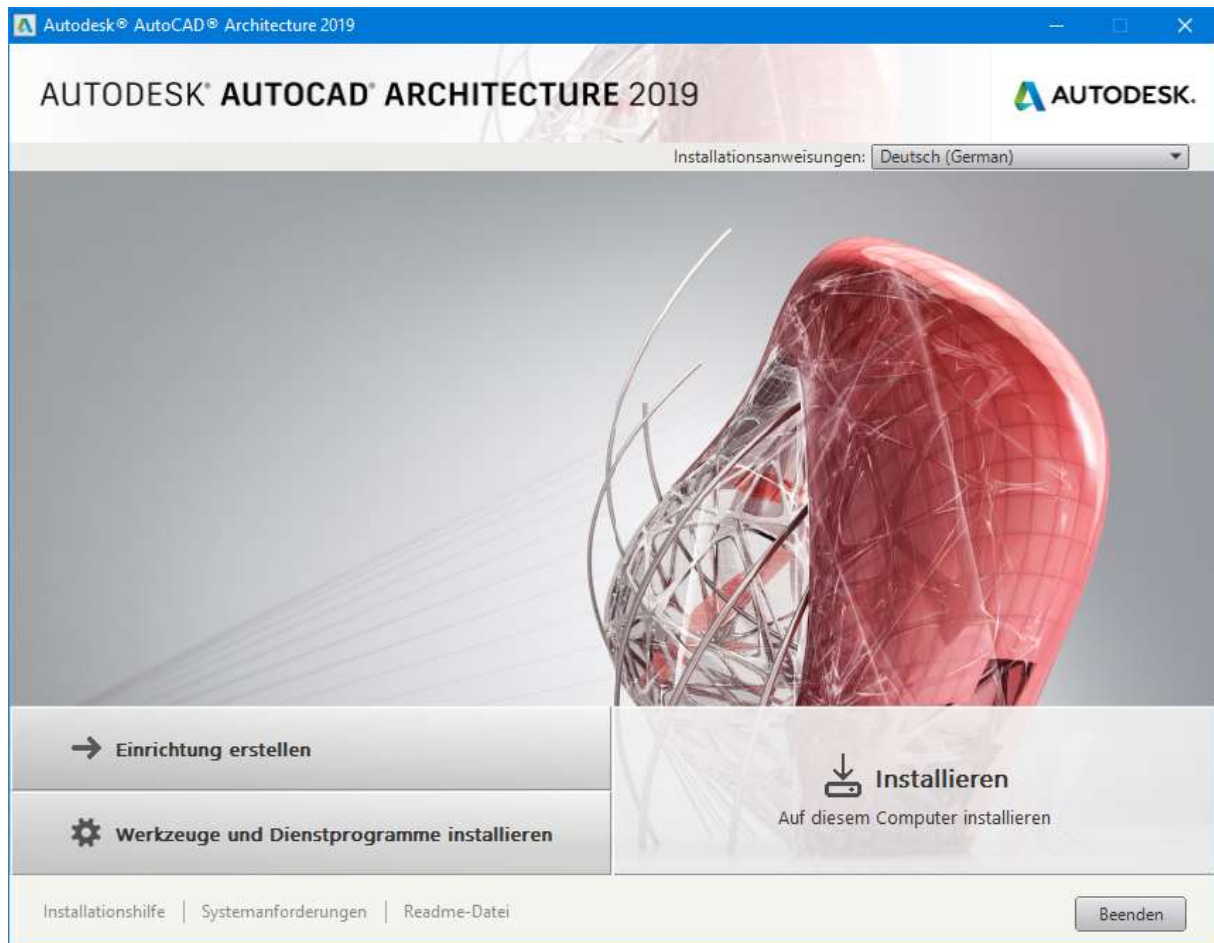 Autodesk® AutoCAD® Architecture 2019
AUTODESK® AUTOCAD® ARCHITECTURE 2019
AUTODESK.
Installationsanweisungen: Deutsch (German)
Einrichtung erstellen
Werkzeuge und Dienstprogramme installieren
Installieren
Auf diesem Computer installieren
Installationshilfe | Systemanforderungen | Readme-Datei
Beenden